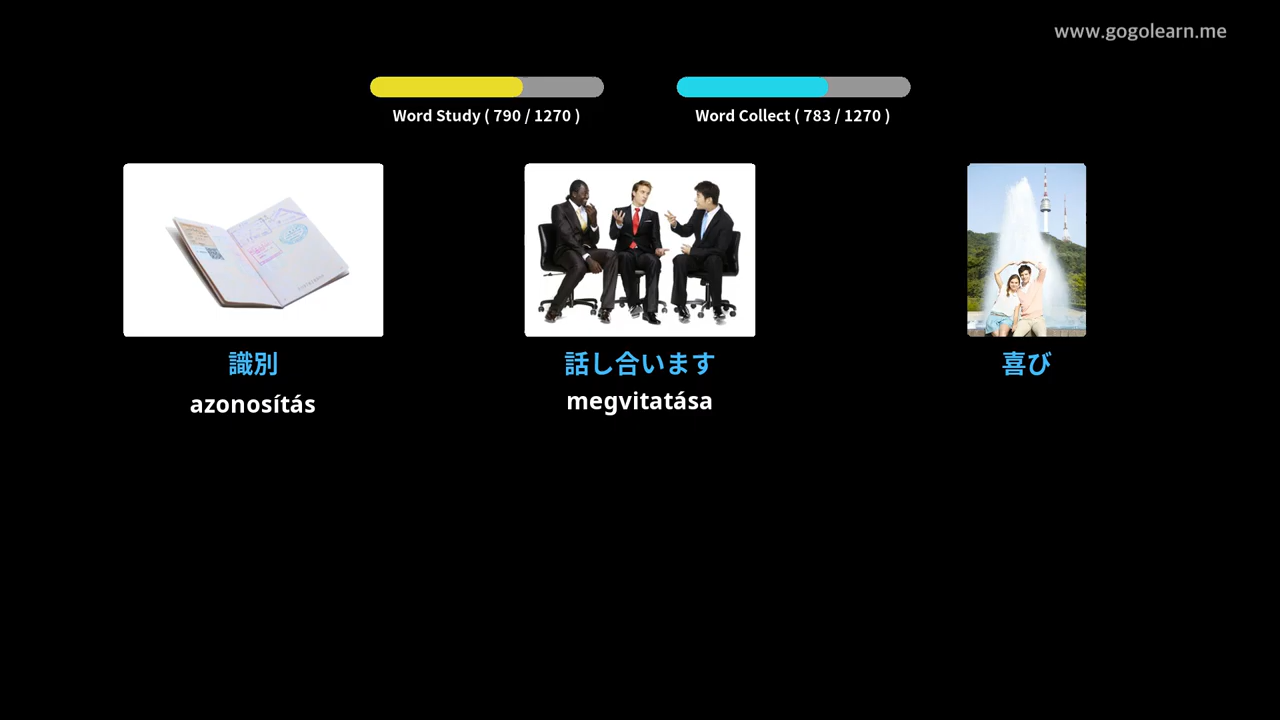 www.gogolearn.me
Word Study ( 790 / 1270 )
Word Collect ( 783 / 1270 )
識別
azonosítás
話し合います
megvitatása
喜び